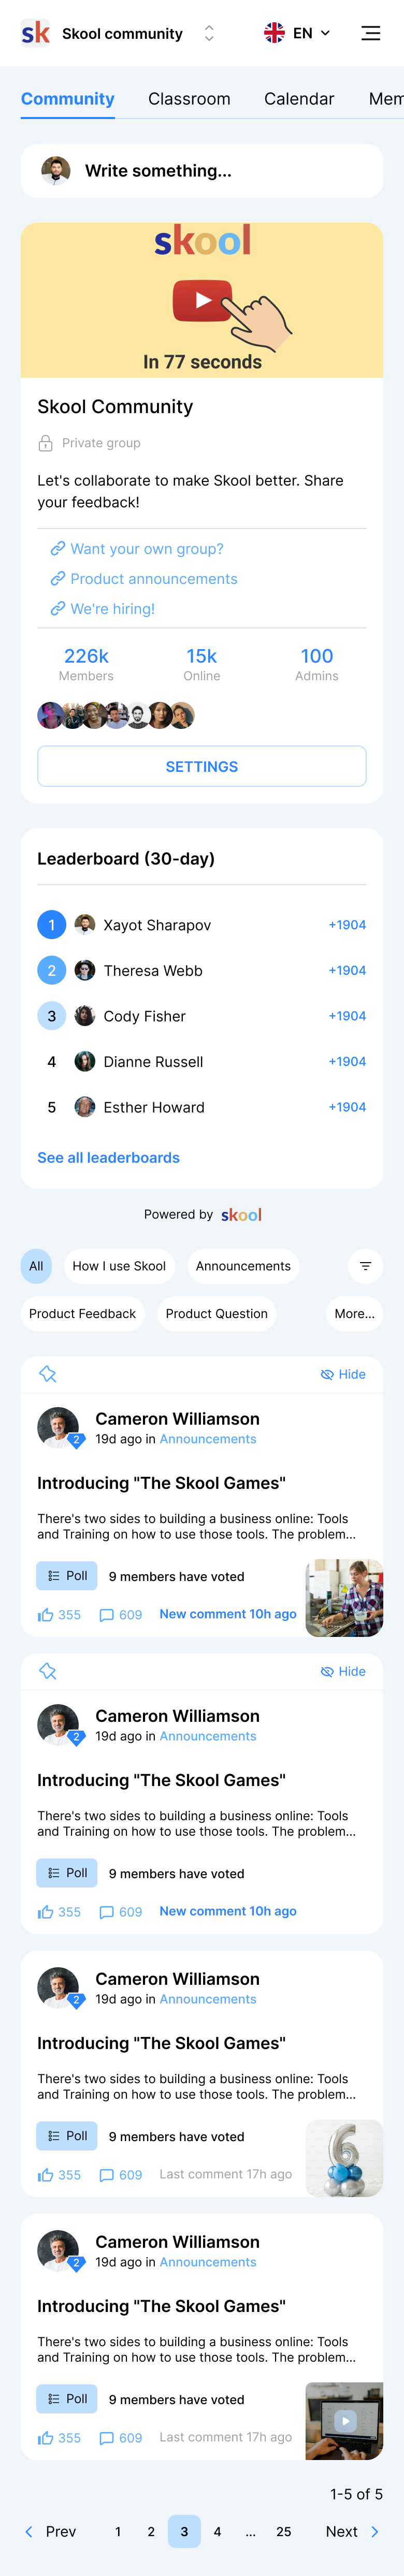 sk Skool community EN
Community Classroom Calendar Mem
Write something...
skool
In 77 seconds
Skool Community
Private group
Let's collaborate to make Skool better. Share
your feedback!
Want your own group?
Product announcements
We're hiring!
226k 15k 100
Members Online Admins
SETTINGS
Leaderboard (30-day)
1 Xayot Sharapov +1904
2 Theresa Webb +1904
3 Cody Fisher +1904
4 Dianne Russell +1904
5 Esther Howard +1904
See all leaderboards
Powered by skool
All How I use Skool Announcements
Product Feedback Product Question More...
Hide
Cameron Williamson
2 19d ago in Announcements
Introducing "The Skool Games"
There's two sides to building a business online: Tools
and Training on how to use those tools. The problem...
Poll 9 members have voted
355 609 New comment 10h ago
Hide
Cameron Williamson
2 19d ago in Announcements
Introducing "The Skool Games"
There's two sides to building a business online: Tools
and Training on how to use those tools. The problem...
Poll 9 members have voted
355 609 New comment 10h ago
Cameron Williamson
2 19d ago in Announcements
Introducing "The Skool Games"
There's two sides to building a business online: Tools
and Training on how to use those tools. The problem...
Poll 9 members have voted
355 609 Last comment 17h ago
Cameron Williamson
2 19d ago in Announcements
Introducing "The Skool Games"
There's two sides to building a business online: Tools
and Training on how to use those tools. The problem...
Poll 9 members have voted
355 609 Last comment 17h ago
1-5 of 5
Prev 1 2 3 4 ... 25 Next